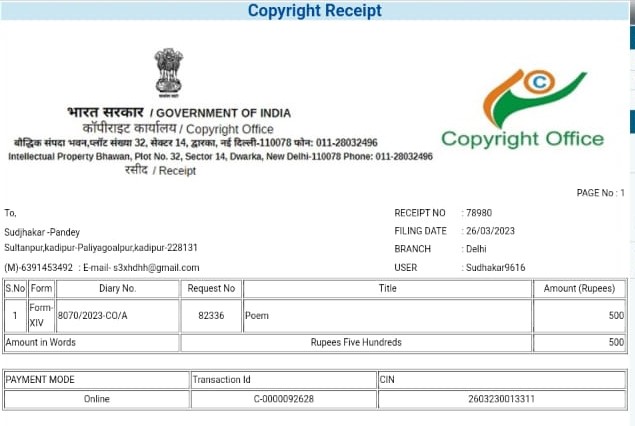 Copyright Receipt
भारत सरकार / GOVERNMENT OF INDIA
कॉपीराइट कार्यालय / Copyright Office
बौद्धिक संपदा भवन,प्लॉट संख्या 32, सेक्टर 14, द्वारका, नई दिल्ली-110078 फोन: 011-28032496
Intellectual Property Bhawan, Plot No. 32, Sector 14, Dwarka, New Delhi-110078 Phone: 011-28032496
रसीद / Receipt
C
Copyright Office
PAGE No : 1
To,
RECEIPT NO : 78980
Sudjhakar -Pandey
FILING DATE : 26/03/2023
Sultanpur,kadipur-Paliyagoalpur,kadipur-228131
BRANCH : Delhi
(M)-6391453492 : E-mail- s3xhdhh@gmail.com
USER : Sudhakar9616
S.No Form Diary No. Request No Title Amount (Rupees)
1 Form-XIV 8070/2023-CO/A 82336 Poem 500
Amount in Words Rupees Five Hundreds 500
PAYMENT MODE Transaction Id CIN
Online C-0000092628 2603230013311